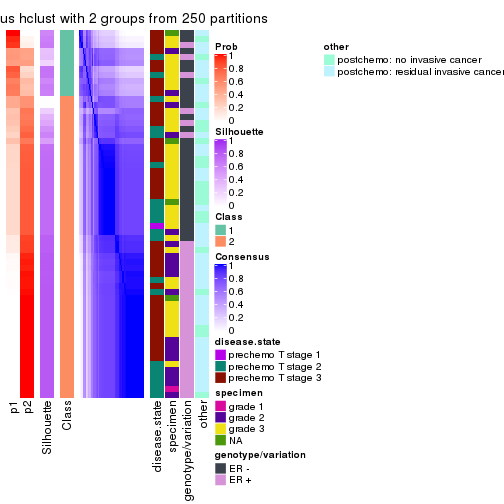 us hclust with 2 groups from 250 partitions
Prob
1
0.8
0.6
0.4
0.2
0
Silhouette
1
0.8
0.6
0.4
0.2
0
Class
1
2
Consensus
1
0.8
0.6
0.4
0.2
0
disease.state
prechemo T stage 1
prechemo T stage 2
prechemo T stage 3
specimen
grade 1
grade 2
grade 3
NA
genotype/variation
ER -
ER +
other
postchemo: no invasive cancer
postchemo: residual invasive cancer
p1
p2
Silhouette
Class
disease.state
specimen
genotype/variation
other